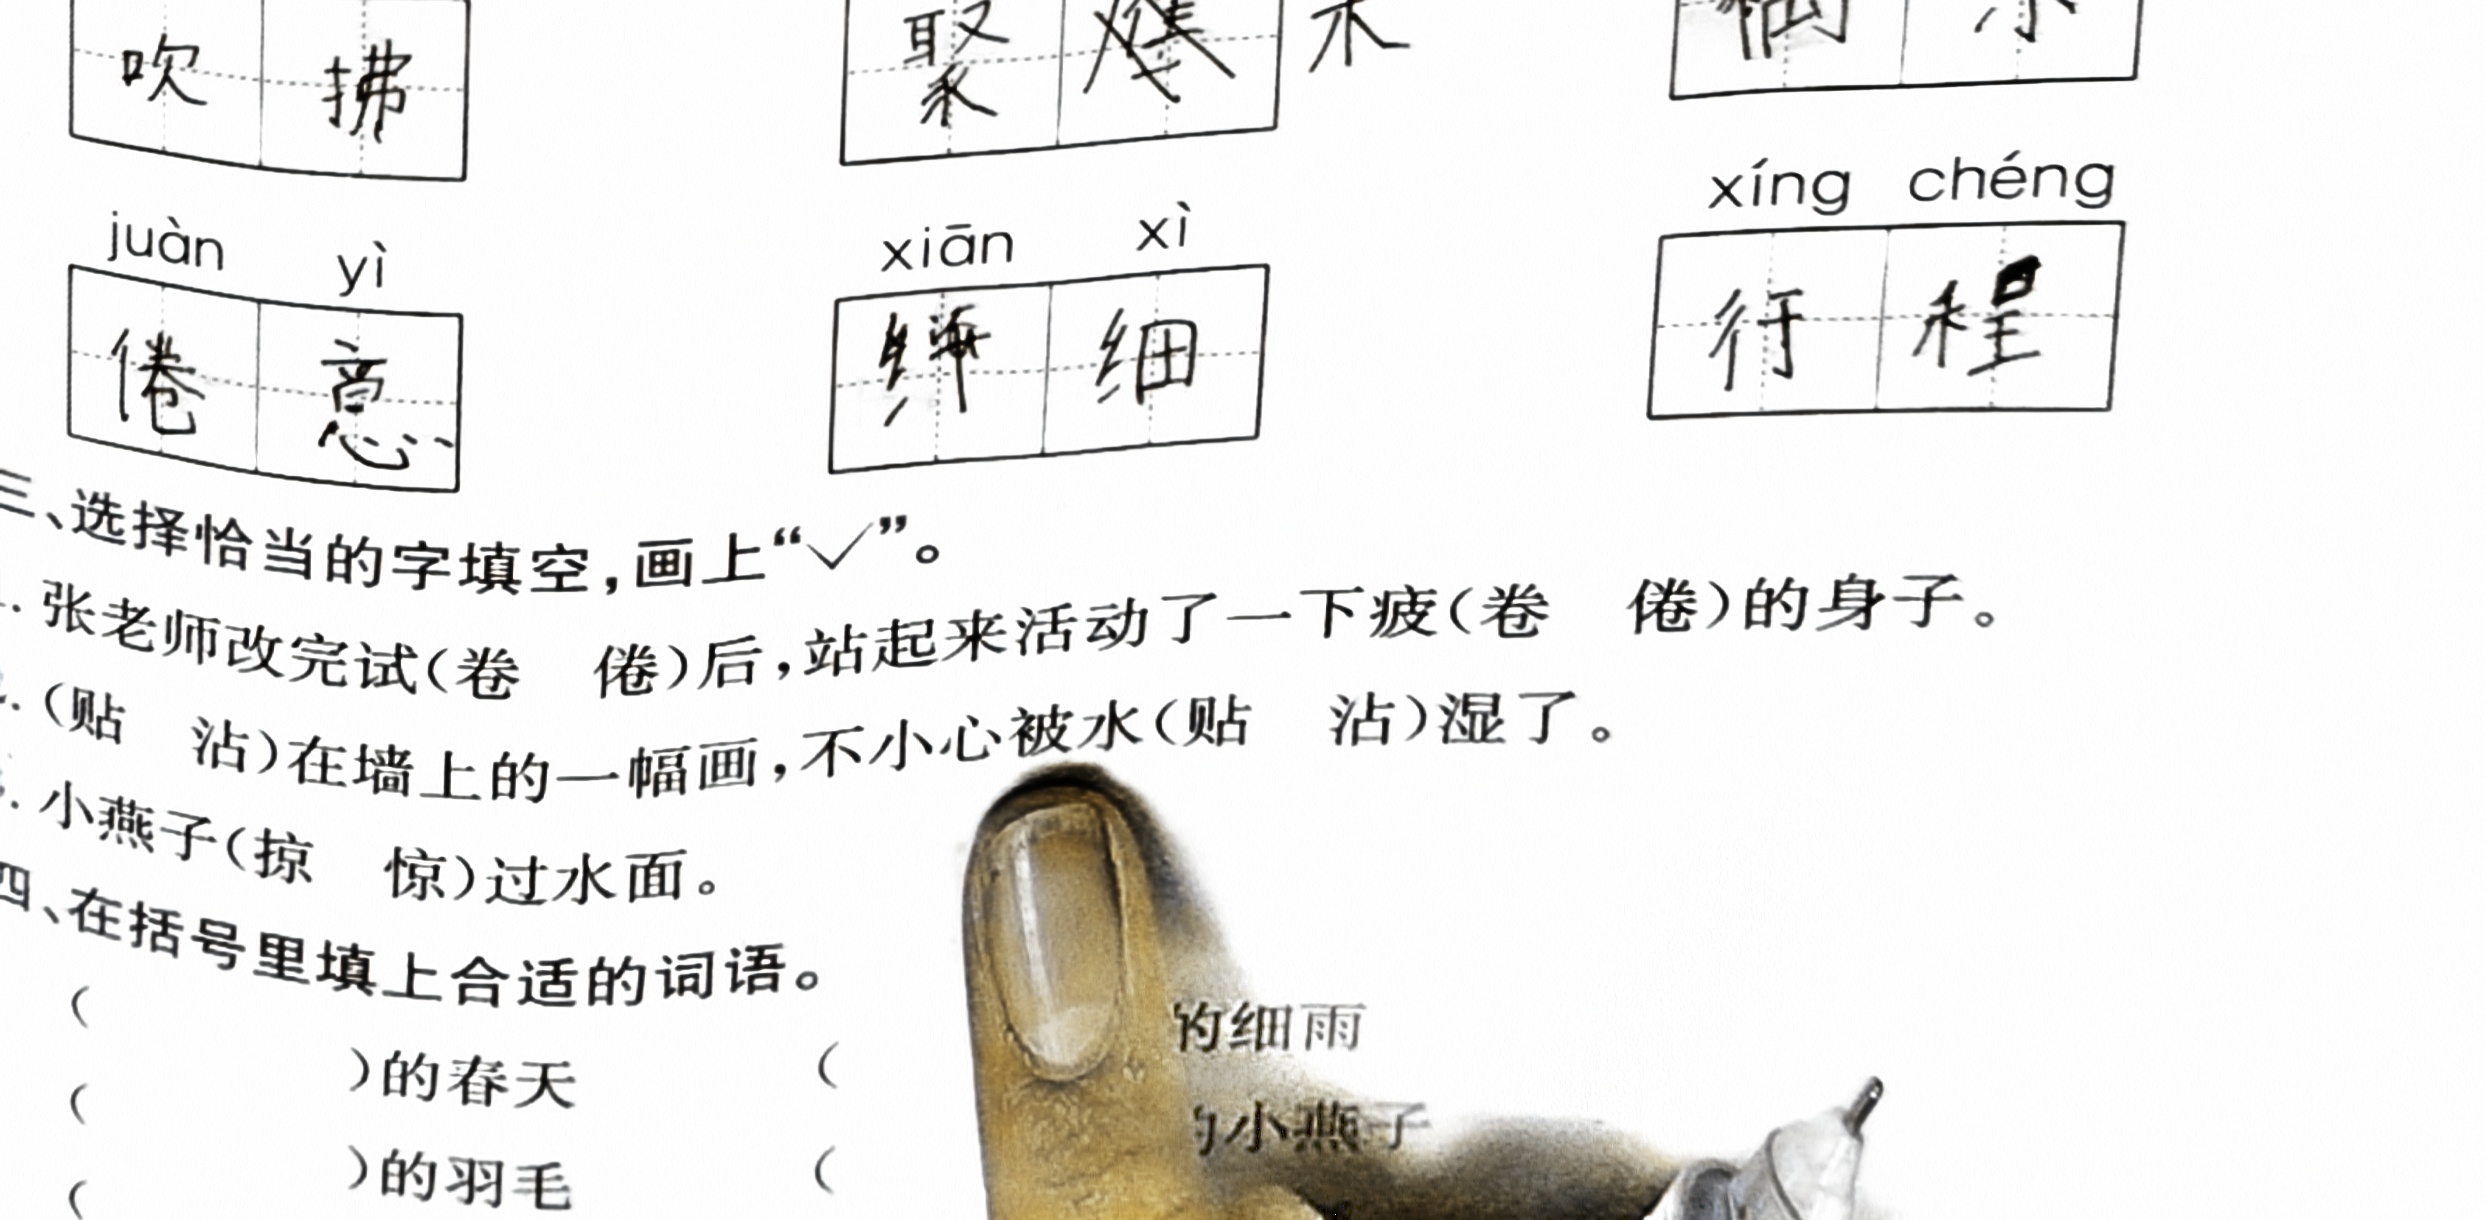 吹 拂 聚 木
xíng chéng
juàn yì xiān xì
倦 意 纤 细 行 程
三、选择恰当的字填空,画上“✓”。
1. 张老师改完试(卷 倦)后,站起来活动了一下疲(卷 倦)的身子。
2. (贴 沾)在墙上的一幅画,不小心被水(贴 沾)湿了。
3. 小燕子(掠 惊)过水面。
四、在括号里填上合适的词语。
( )的春天 ( 的细雨
( )的羽毛 ( 的小燕子
(